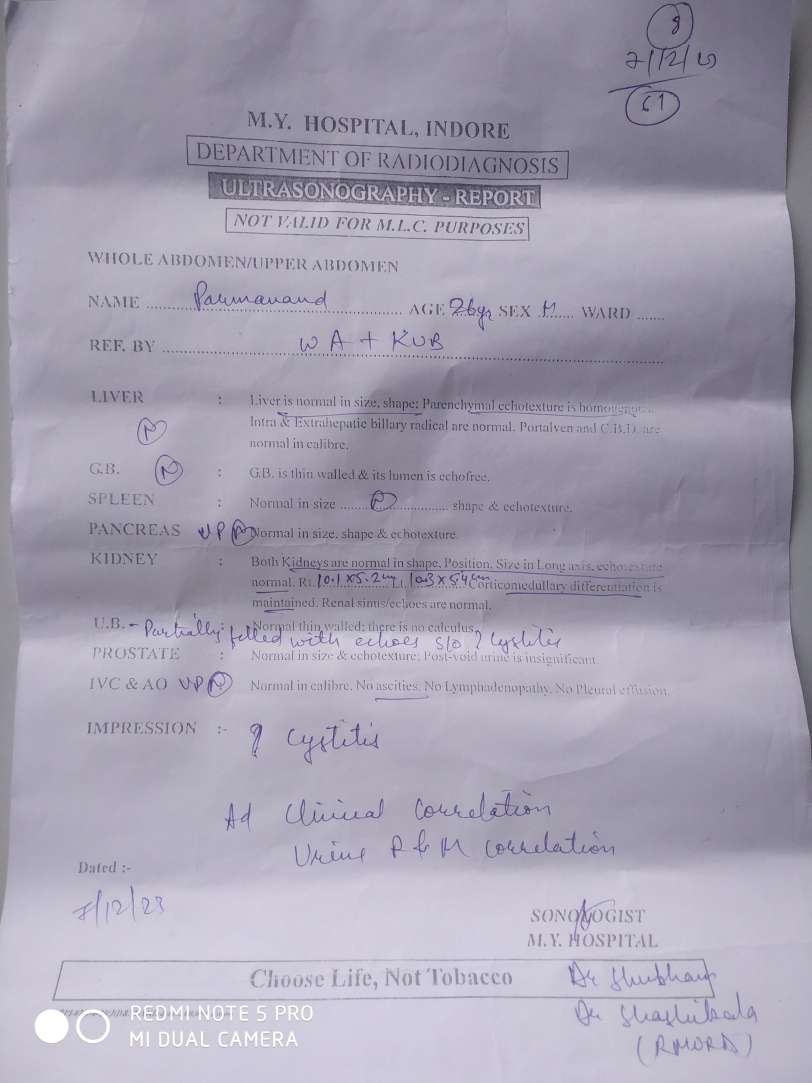 8
7/12/23
61
M.Y. HOSPITAL, INDORE
DEPARTMENT OF RADIODIAGNOSIS
ULTRASONOGRAPHY - REPORT
NOT VALID FOR M.L.C. PURPOSES
WHOLE ABDOMEN/UPPER ABDOMEN
NAME Parmanand AGE 26yr SEX M WARD
REF. BY W A + KUB
LIVER : Liver is normal in size, shape; Parenchymal echotexture is homogenous.
Intra & Extrahepatic billary radical are normal. Portalven and C.B.D. are
(N) normal in calibre.
G.B. (N) : G.B. is thin walled & its lumen is echofree.
SPLEEN : Normal in size (N) shape & echotexture.
PANCREAS VP (N) Normal in size, shape & echotexture.
KIDNEY : Both Kidneys are normal in shape, Position, Size in Long axis, echotexture
normal. Rt. 10.1 x 5.2cm 10.3 x 5.4cm Corticomedullary differentiation is
maintained. Renal sinus/echoes are normal.
U.B. : Normal thin walled; there is no calculus.
- Partially filled with echoes s/o ? cystitis
PROSTATE : Normal in size & echotexture; Post-void urine is insignificant.
IVC & AO VP (N) Normal in calibre. No ascities. No Lymphadenopathy. No Pleural effusion.
IMPRESSION :- ? Cystitis
Ad Clinical correlation
Urine R & M correlation
Dated :-
7/12/23
SONOLOGIST
M.Y. HOSPITAL
Choose Life, Not Tobacco
Dr Shubham
Dr Shashikala
REDMI NOTE 5 PRO
MI DUAL CAMERA